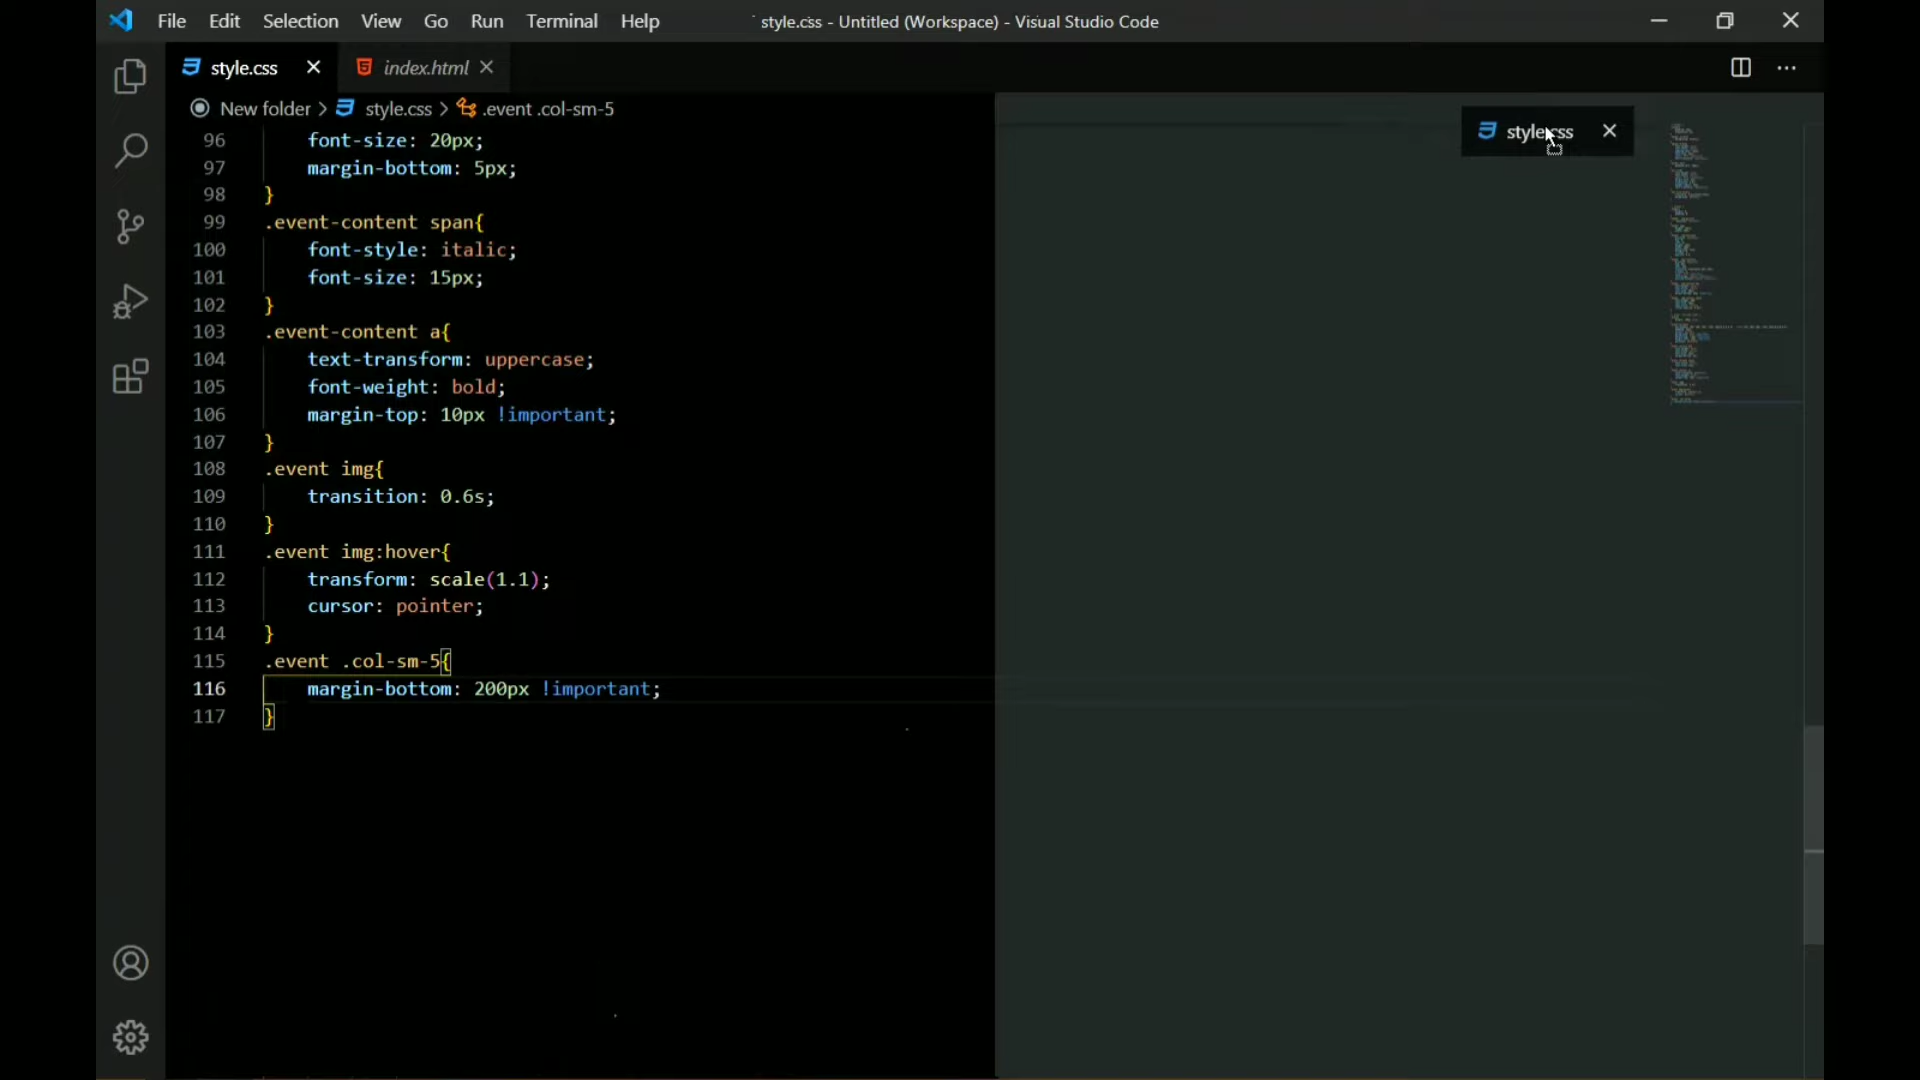 File Edit Selection View Go Run Terminal Help style.css - Untitled (Workspace) - Visual Studio Code
style.css index.html
New folder > style.css > .event .col-sm-5
style.css
96 font-size: 20px;
97 margin-bottom: 5px;
98 }
99 .event-content span{
100 font-style: italic;
101 font-size: 15px;
102 }
103 .event-content a{
104 text-transform: uppercase;
105 font-weight: bold;
106 margin-top: 10px !important;
107 }
108 .event img{
109 transition: 0.6s;
110 }
111 .event img:hover{
112 transform: scale(1.1);
113 cursor: pointer;
114 }
115 .event .col-sm-5{
116 margin-bottom: 200px !important;
117 }